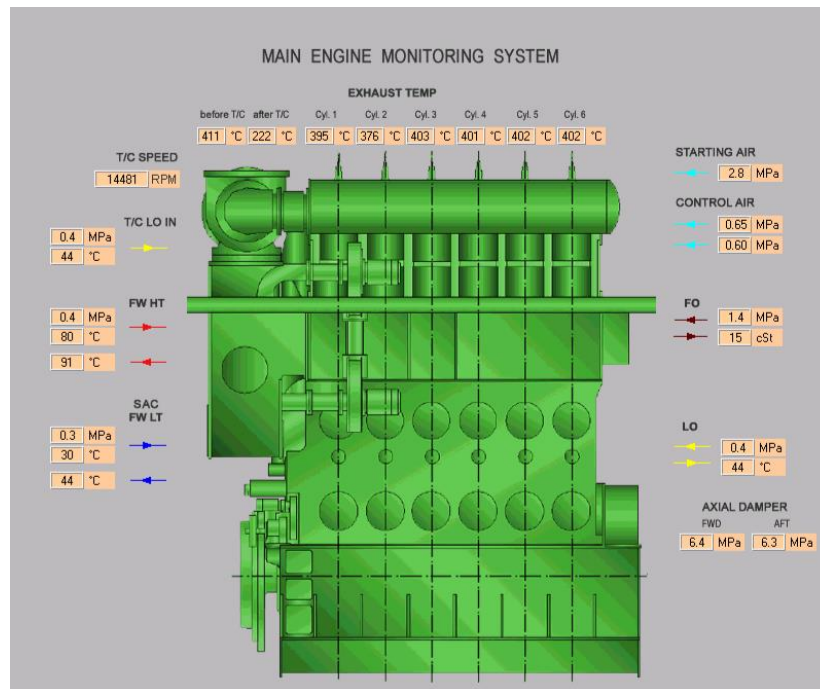 MAIN ENGINE MONITORING SYSTEM
EXHAUST TEMP
before T/C after T/C Cyl. 1 Cyl. 2 Cyl. 3 Cyl. 4 Cyl. 5 Cyl. 6
411 °C 222 °C 395 °C 376 °C 403 °C 401 °C 402 °C 402 °C
T/C SPEED
14481 RPM
T/C LO IN
0.4 MPa
44 °C
FW HT
0.4 MPa
80 °C
91 °C
SAC
FW LT
0.3 MPa
30 °C
44 °C
STARTING AIR
2.8 MPa
CONTROL AIR
0.65 MPa
0.60 MPa
FO
1.4 MPa
15 cSt
LO
0.4 MPa
44 °C
AXIAL DAMPER
FWD AFT
6.4 MPa 6.3 MPa